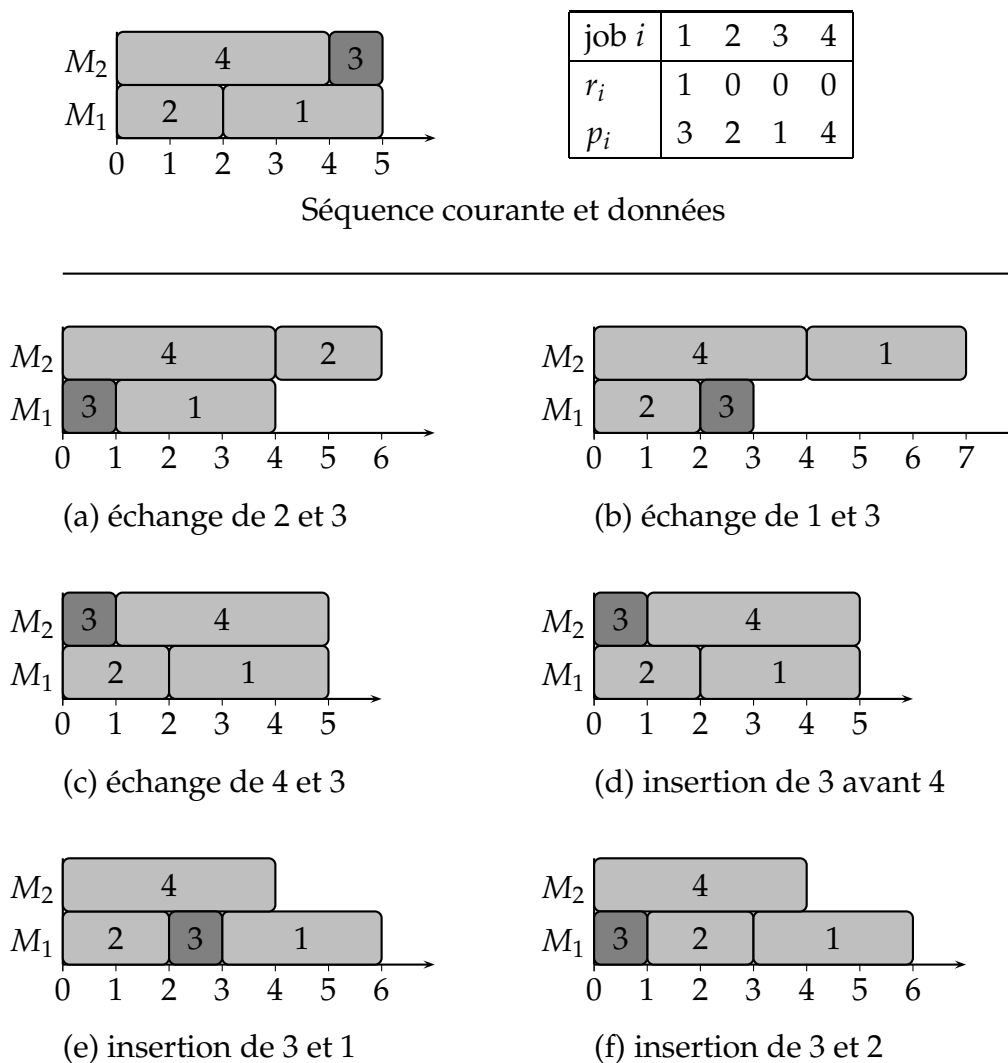 M2 4 3
M1 2 1
0 1 2 3 4 5
job i 1 2 3 4
ri 1 0 0 0
pi 3 2 1 4
Séquence courante et données
M2 4 2
M1 3 1
0 1 2 3 4 5 6
(a) échange de 2 et 3
M2 4 1
M1 2 3
0 1 2 3 4 5 6 7
(b) échange de 1 et 3
M2 3 4
M1 2 1
0 1 2 3 4 5
(c) échange de 4 et 3
M2 3 4
M1 2 1
0 1 2 3 4 5
(d) insertion de 3 avant 4
M2 4
M1 2 3 1
0 1 2 3 4 5 6
(e) insertion de 3 et 1
M2 4
M1 3 2 1
0 1 2 3 4 5 6
(f) insertion de 3 et 2